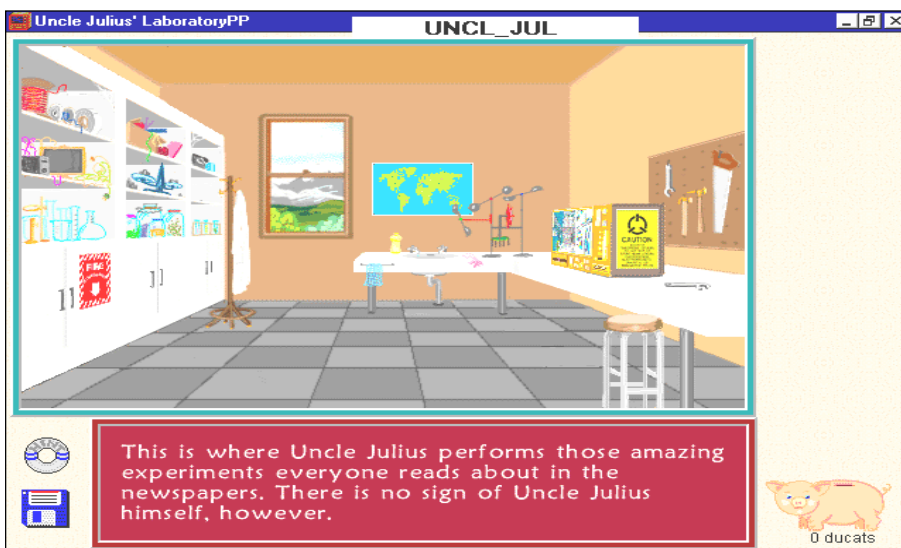 Uncle Julius' LaboratoryPP
UNCL_JUL
FIRE
CAUTION
HINT
This is where Uncle Julius performs those amazing
experiments everyone reads about in the
newspapers. There is no sign of Uncle Julius
himself, however.
0 ducats